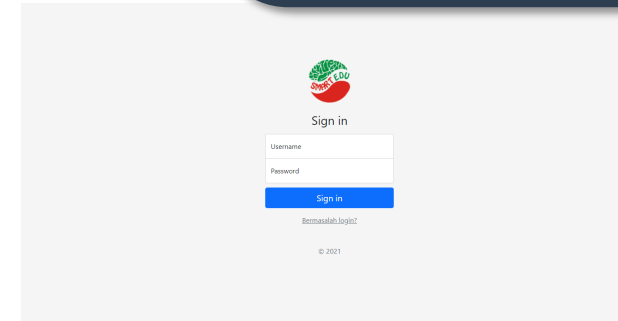 SMART EDU
Sign in
Username
Password
Sign in
Bermasalah login?
© 2021